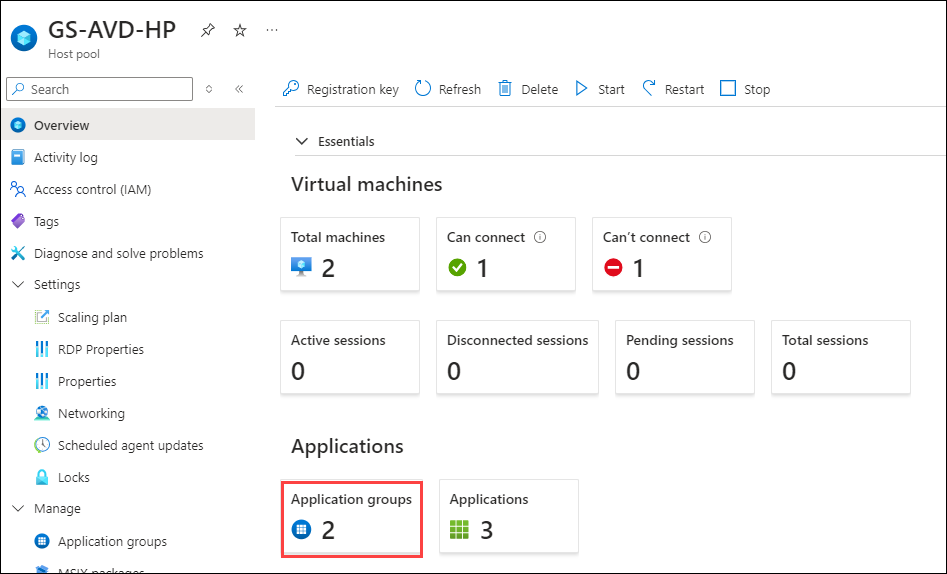 GS-AVD-HP
Host pool
Search
Overview
Activity log
Access control (IAM)
Tags
Diagnose and solve problems
Settings
Scaling plan
RDP Properties
Properties
Networking
Scheduled agent updates
Locks
Manage
Application groups
MSIX packages
Registration key Refresh Delete Start Restart Stop
Essentials
Virtual machines
Total machines Can connect Can't connect
2 1 1
Active sessions Disconnected sessions Pending sessions Total sessions
0 0 0 0
Applications
Application groups Applications
2 3